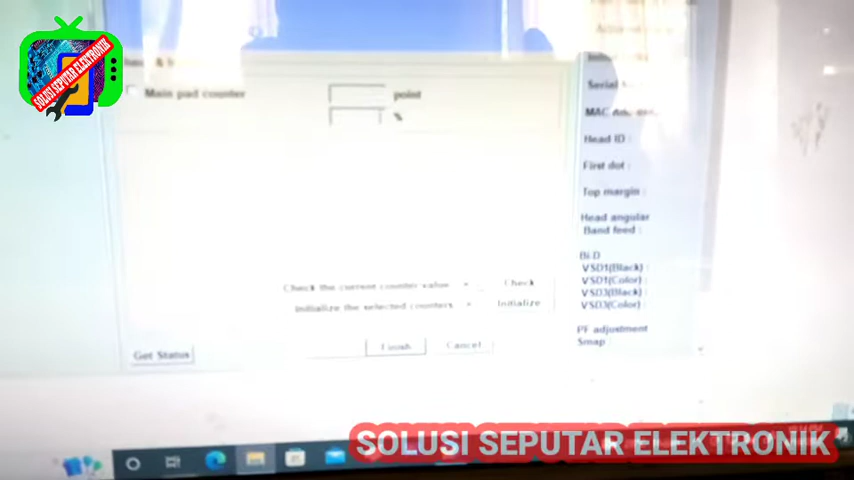 SOLUSI SEPUTAR ELEKTRONIK
Main pad counter
point
%
Serial
MAC
Head ID :
First dot :
Top margin :
Head angular
Band feed :
Bi-D
VSD1(Black) :
VSD1(Color) :
VSD3(Black) :
VSD3(Color) :
PF adjustment
Smap
Check the current counter value
Check
Initialize the selected counters
Initialize
Finish
Cancel
Get Status
SOLUSI SEPUTAR ELEKTRONIK